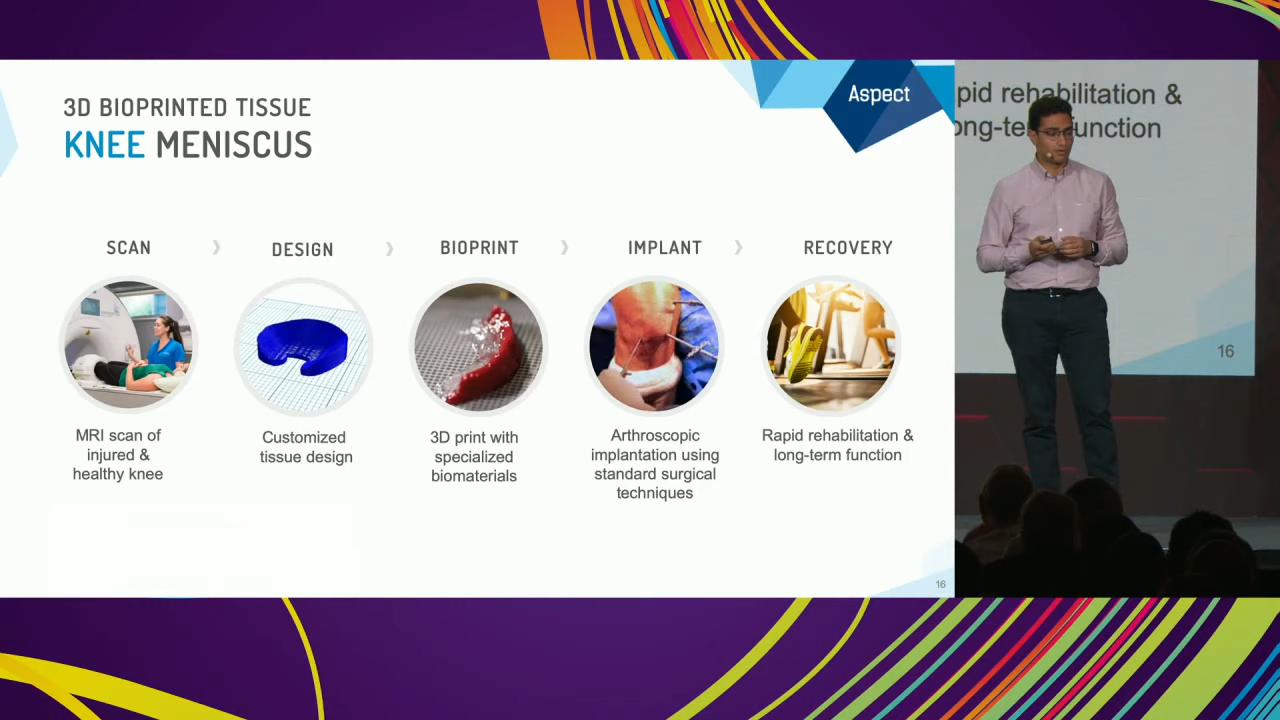 3D BIOPRINTED TISSUE
KNEE MENISCUS
Aspect
SCAN
DESIGN
BIOPRINT
IMPLANT
RECOVERY
MRI scan of
injured &
healthy knee
Customized
tissue design
3D print with
specialized
biomaterials
Arthroscopic
implantation using
standard surgical
techniques
Rapid rehabilitation &
long-term function
16
pid rehabilitation &
ong-te function
16